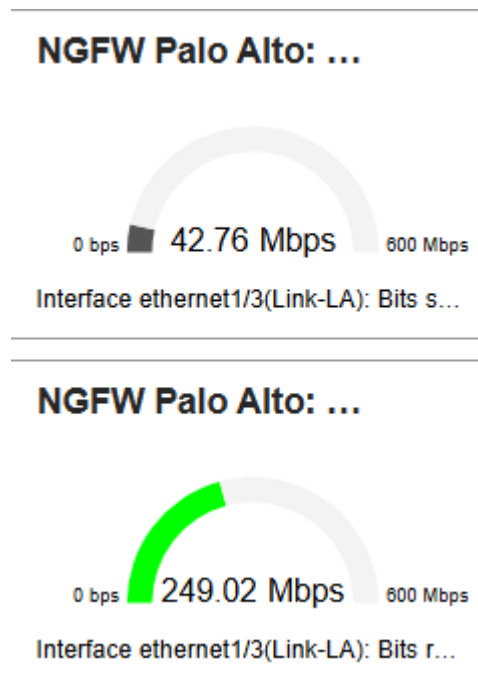 NGFW Palo Alto: ...
42.76 Mbps
0 bps
600 Mbps
Interface ethernet1/3(Link-LA): Bits s...
NGFW Palo Alto: ...
249.02 Mbps
0 bps
600 Mbps
Interface ethernet1/3(Link-LA): Bits r...